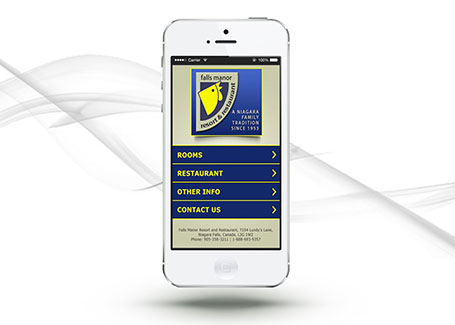 Carrier
100%
falls manor
resort & restaurant
A NIAGARA
FAMILY
TRADITION
SINCE 1953
ROOMS
RESTAURANT
OTHER INFO
CONTACT US
Falls Manor Resort and Restaurant, 7104 Lundy's Lane,
Niagara Falls, Canada, L2G 1W2
Phone: 905-358-3211 | 1-888-693-9357